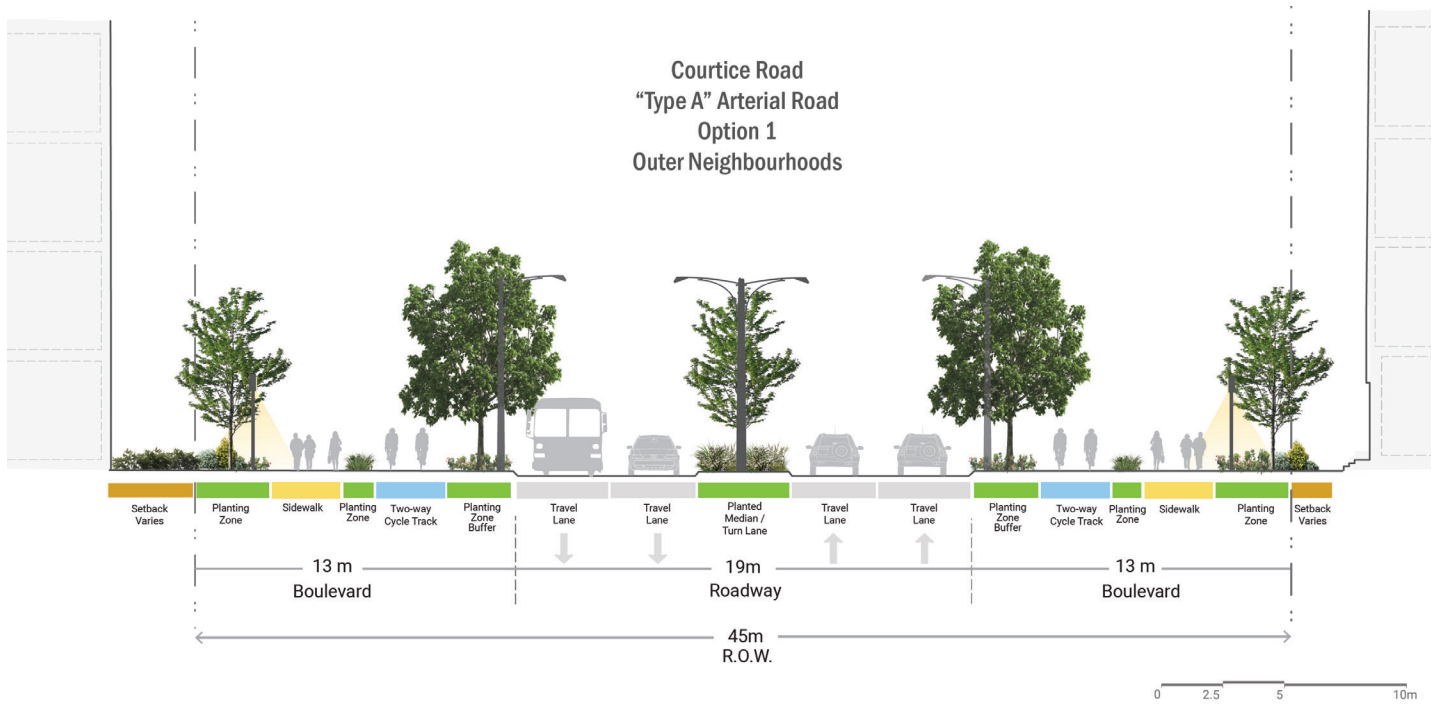 Courtice Road
“Type A” Arterial Road
Option 1
Outer Neighbourhoods
Setback
Varies
Planting
Zone
Sidewalk
Planting
Zone
Two-way
Cycle Track
Planting
Zone
Buffer
Travel
Lane
Travel
Lane
Planted
Median /
Turn Lane
Travel
Lane
Travel
Lane
Planting
Zone
Buffer
Two-way
Cycle Track
Planting
Zone
Sidewalk
Planting
Zone
Setback
Varies
13 m
Boulevard
19m
Roadway
13 m
Boulevard
45m
R.O.W.
0 2.5 5 10m